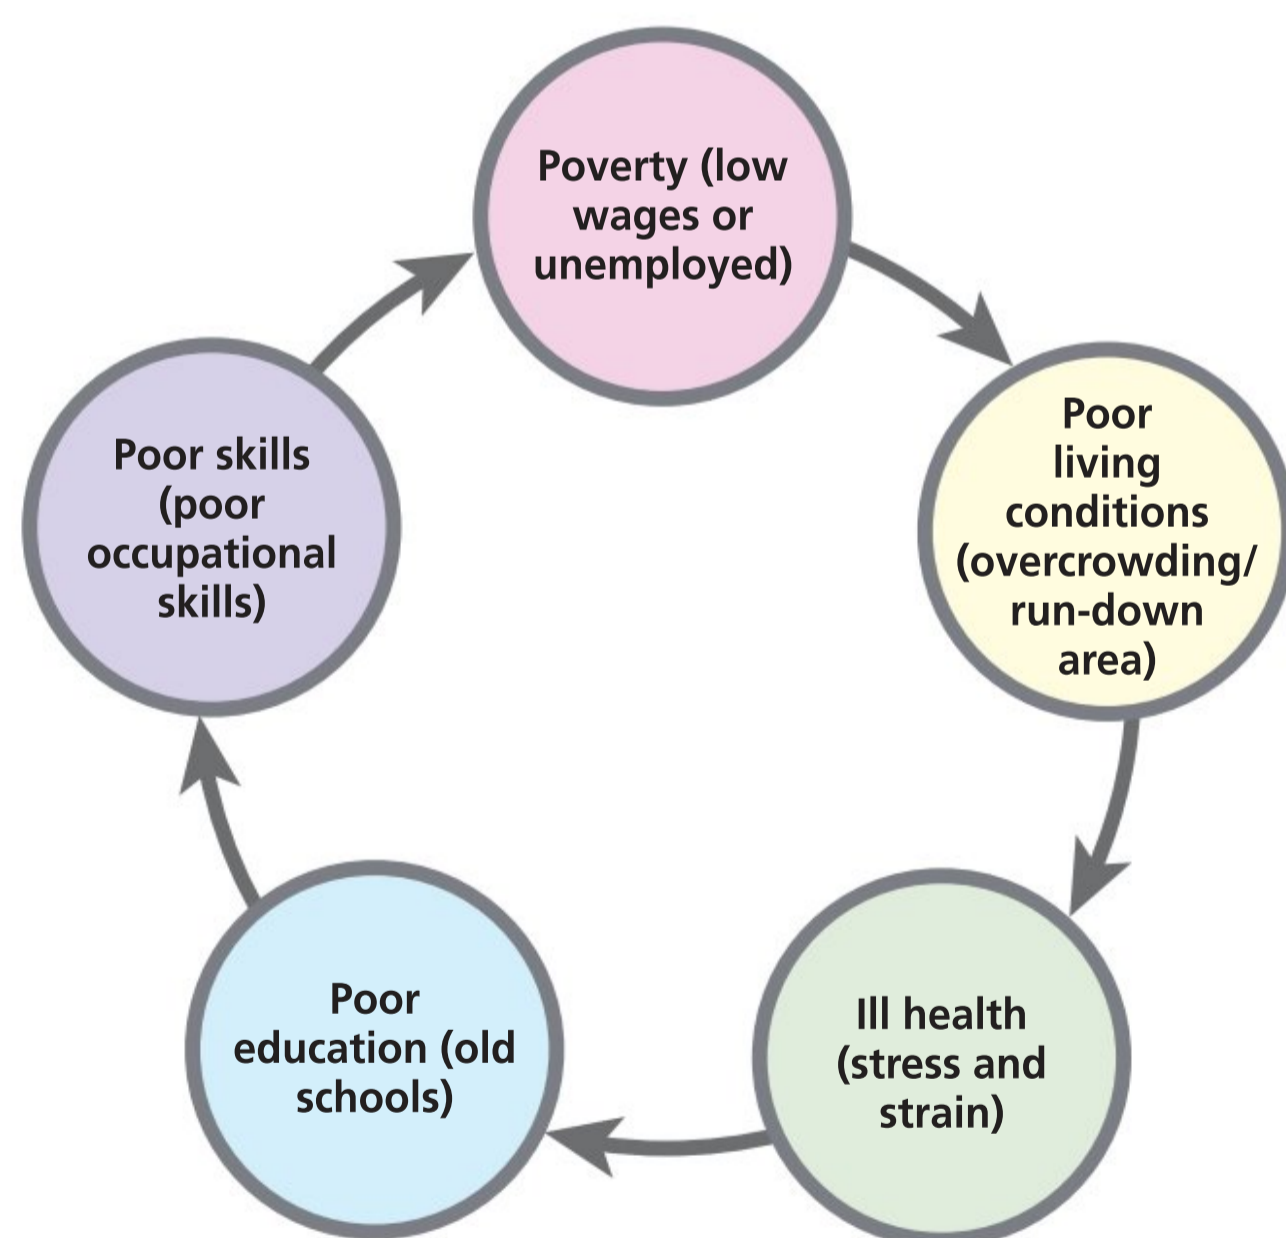 Poverty (low
wages or
unemployed)
Poor
living
conditions
(overcrowding/
run-down
area)
Ill health
(stress and
strain)
Poor
education (old
schools)
Poor skills
(poor
occupational
skills)